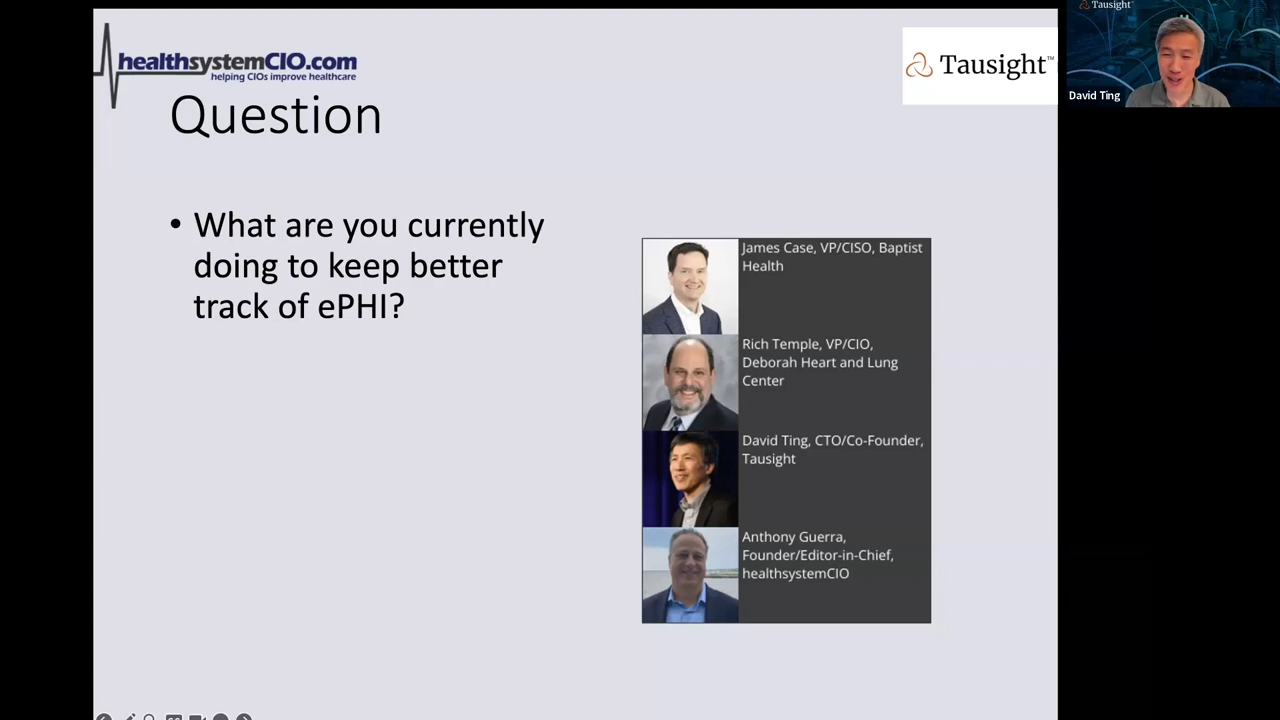 healthsystemCIO.com
helping CIOs improve healthcare
Tausight™
Tausight
David Ting
Question
• What are you currently
doing to keep better
track of ePHI?
James Case, VP/CISO, Baptist
Health
Rich Temple, VP/CIO,
Deborah Heart and Lung
Center
David Ting, CTO/Co-Founder,
Tausight
Anthony Guerra,
Founder/Editor-in-Chief,
healthsystemCIO